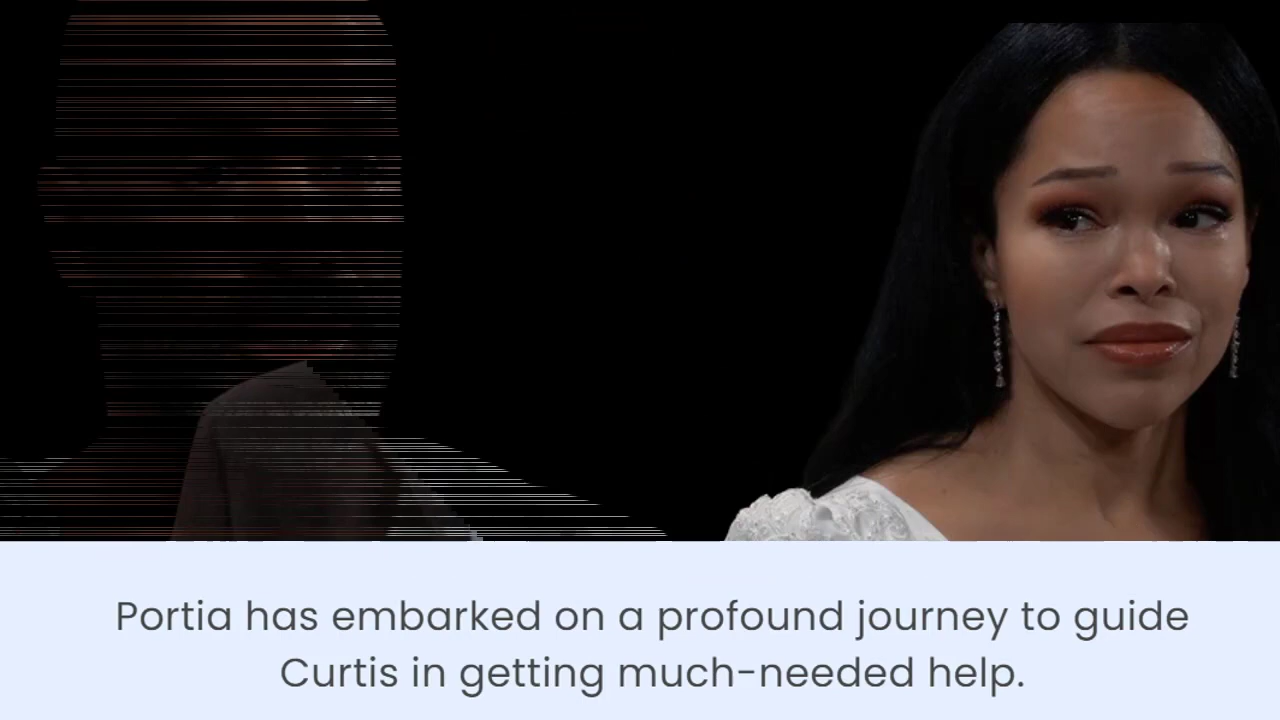 Portia has embarked on a profound journey to guide
Curtis in getting much-needed help.